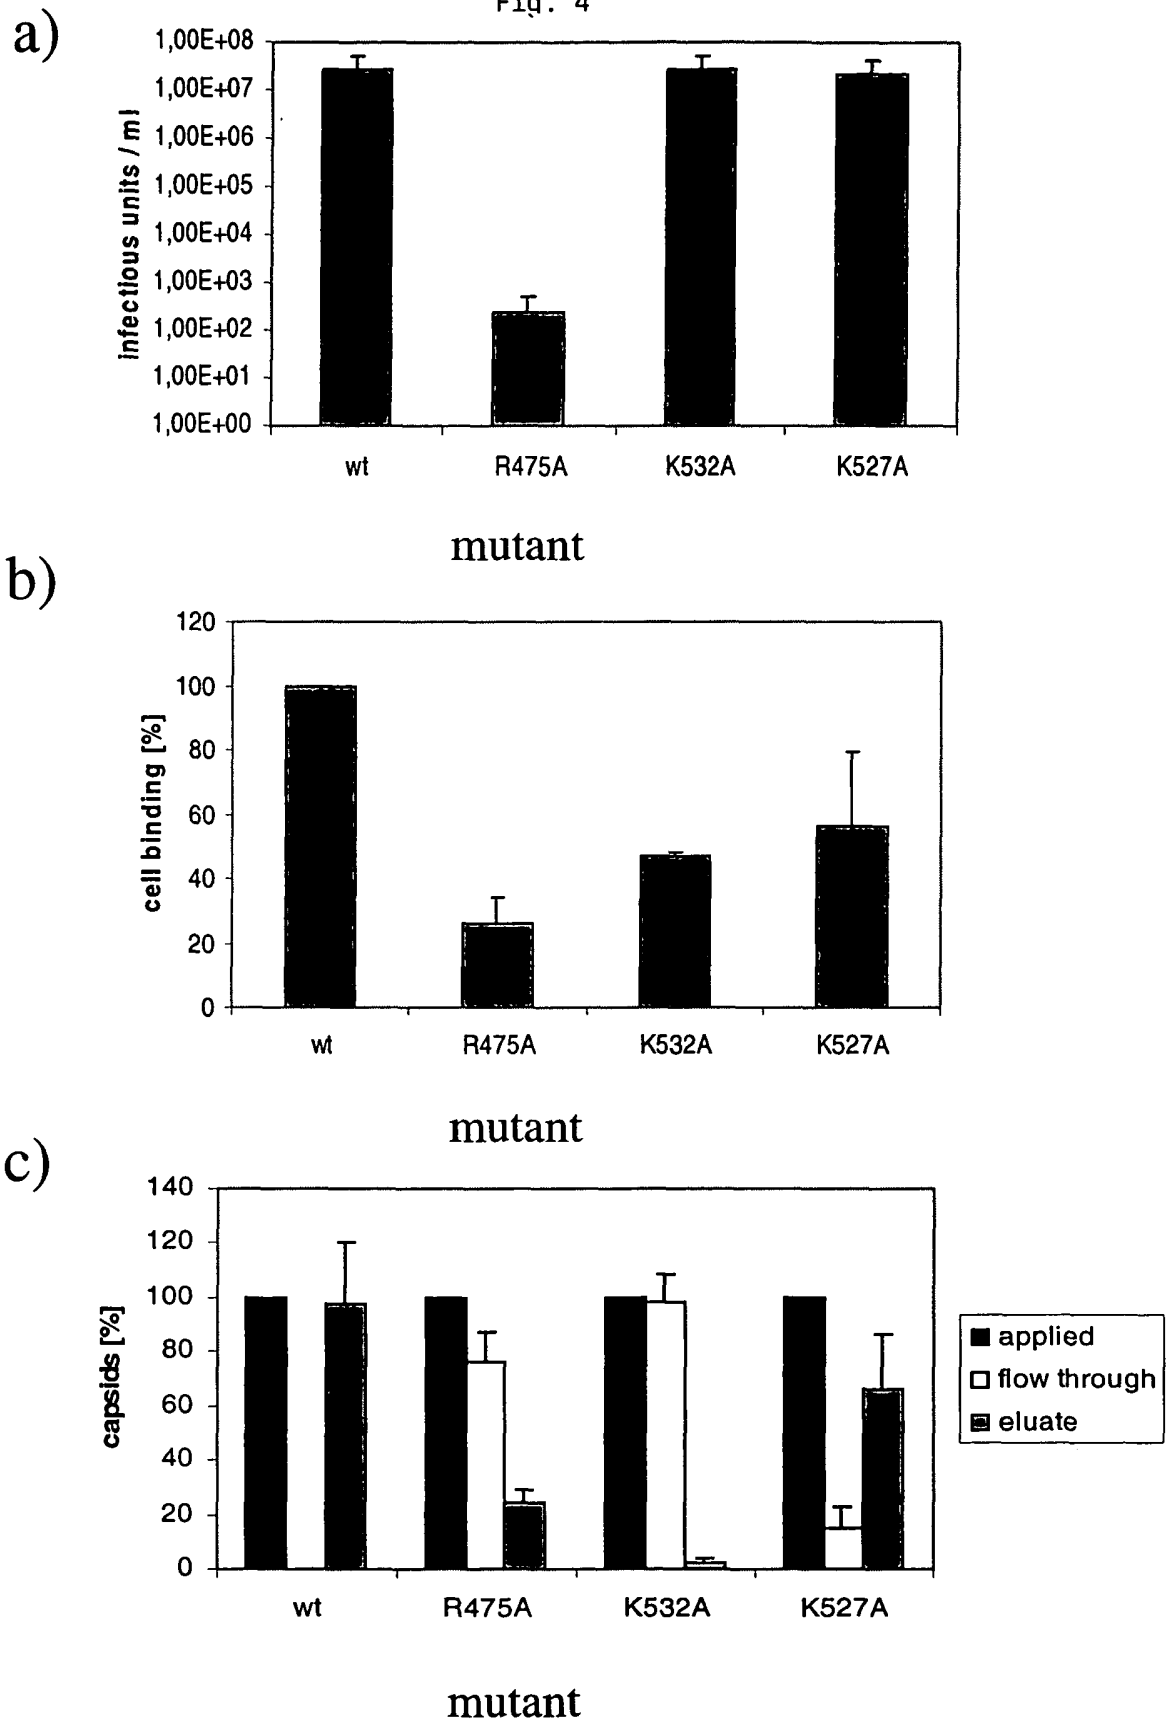 Fig. 4
a)
1,00E+08
1,00E+07
1,00E+06
1,00E+05
1,00E+04
1,00E+03
1,00E+02
1,00E+01
1,00E+00
infectious units / ml
wt R475A K532A K527A
mutant
b)
120
100
80
60
40
20
0
cell binding [%]
wt R475A K532A K527A
mutant
c)
140
120
100
80
60
40
20
0
capsids [%]
applied
flow through
eluate
wt R475A K532A K527A
mutant